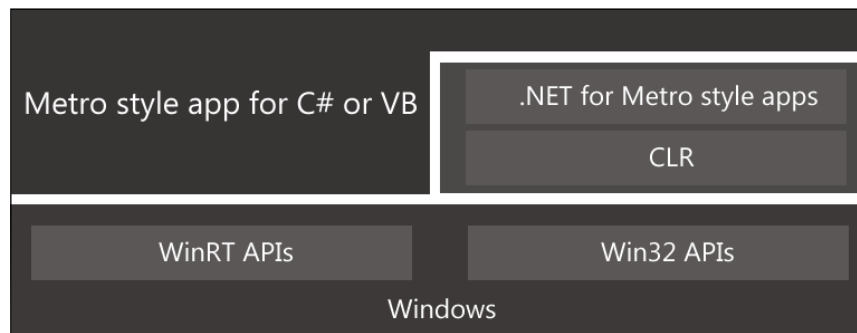 Metro style app for C# or VB
.NET for Metro style apps
CLR
WinRT APIs
Win32 APIs
Windows